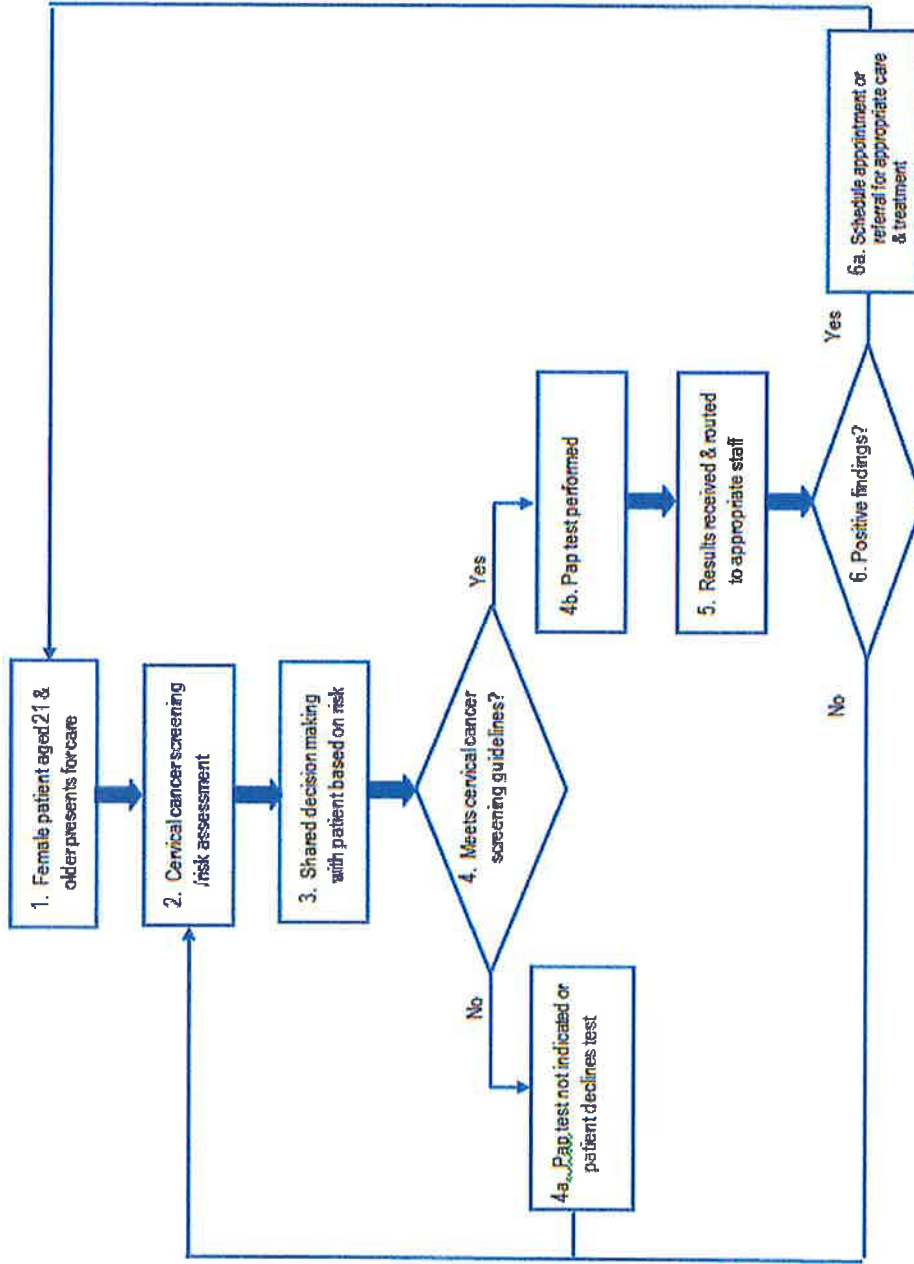 1. Female patient aged 21 &
older presents for care
2. Cervical cancer screening
/risk assessment
3. Shared decision making
with patient based on risk
4. Meets cervical cancer
screening guidelines?
No
Yes
4a. Pap test not indicated or
patient declines test
4b. Pap test performed
5. Results received & routed
to appropriate staff
6. Positive findings?
No
Yes
6a. Schedule appointment or
referral for appropriate care
& treatment